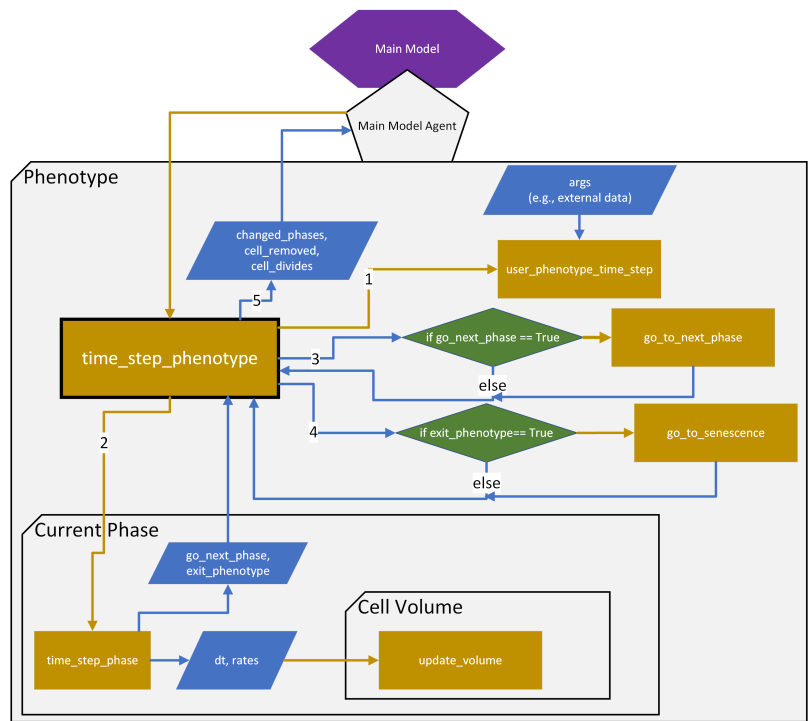 Main Model
Main Model Agent
Phenotype
args
(e.g., external data)
changed_phases,
cell_removed,
cell_divides
user_phenotype_time_step
1
5
time_step_phenotype
3
if go_next_phase == True
go_to_next_phase
else
2
4
if exit_phenotype== True
go_to_senescence
else
Current Phase
go_next_phase,
exit_phenotype
Cell Volume
time_step_phase
dt, rates
update_volume